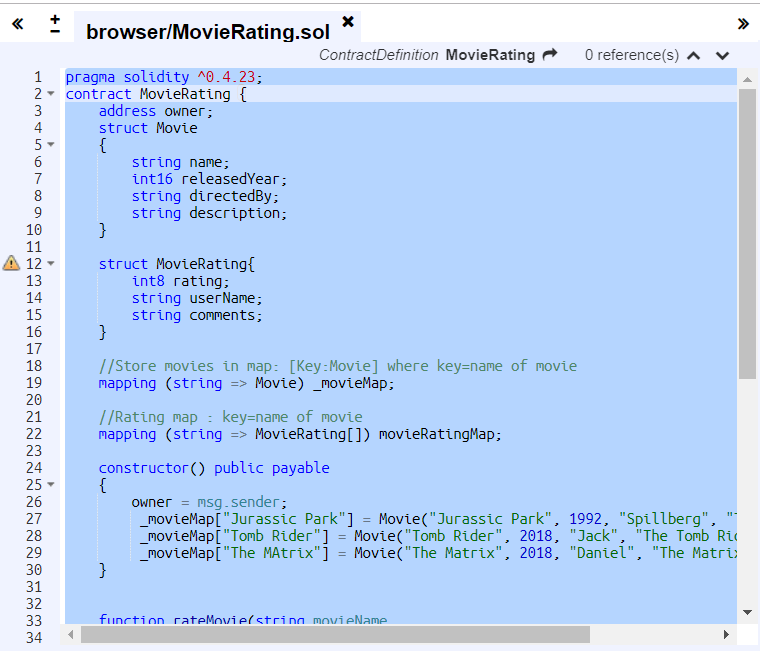 browser/MovieRating.sol
ContractDefinition MovieRating 0 reference(s)
1 pragma solidity ^0.4.23;
2 contract MovieRating {
3 address owner;
4 struct Movie
5 {
6 string name;
7 int16 releasedYear;
8 string directedBy;
9 string description;
10 }
11
12 struct MovieRating{
13 int8 rating;
14 string userName;
15 string comments;
16 }
17
18 //Store movies in map: [Key:Movie] where key=name of movie
19 mapping (string => Movie) _movieMap;
20
21 //Rating map : key=name of movie
22 mapping (string => MovieRating[]) movieRatingMap;
23
24 constructor() public payable
25 {
26 owner = msg.sender;
27 _movieMap["Jurassic Park"] = Movie("Jurassic Park", 1992, "Spillberg", "
28 _movieMap["Tomb Rider"] = Movie("Tomb Rider", 2018, "Jack", "The Tomb
29 _movieMap["The MAtrix"] = Movie("The Matrix", 2018, "Daniel", "The Matri
30 }
31
32
33 function rateMovie(string movieName
34